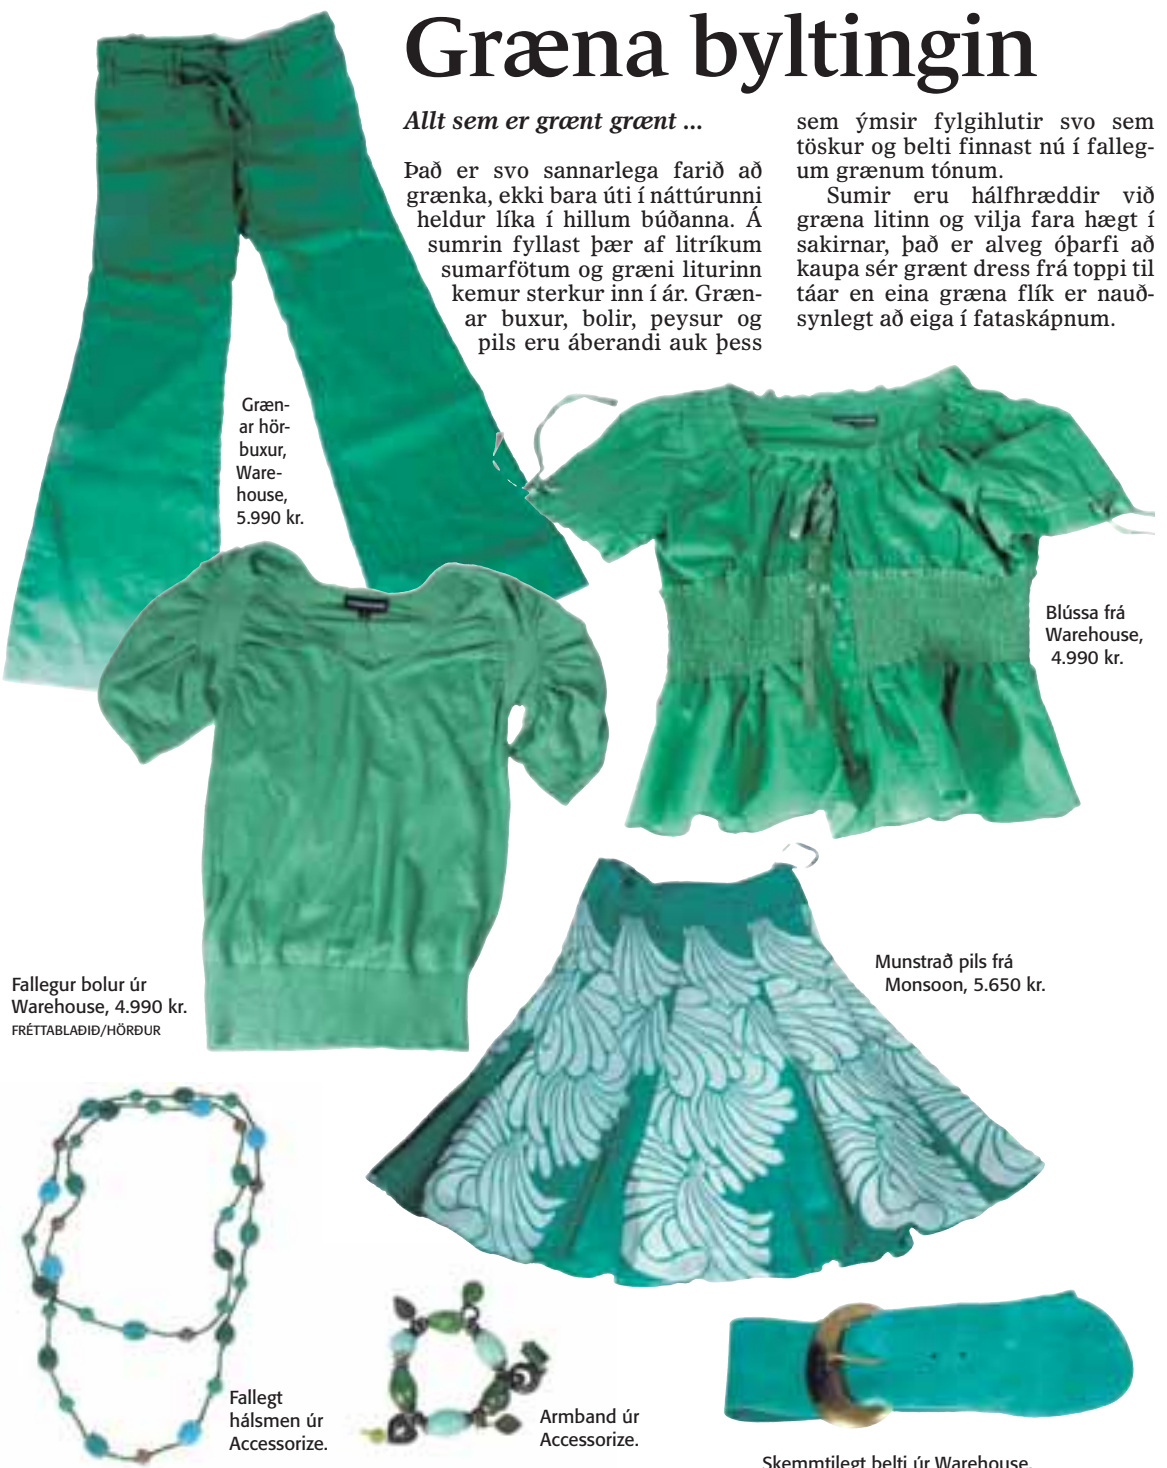 Græna byltingin
Allt sem er grænt grænt ...
Það er svo sannarlega farið að
grænka, ekki bara úti í náttúrunni
heldur líka í hillum búðanna. Á
sumrin fyllast þær af litríkum
sumarfötum og græni liturinn
kemur sterkur inn í ár. Græn-
ar buxur, bolir, peysur og
pils eru áberandi auk þess
sem ýmsir fylgihlutir svo sem
töskur og belti finnast nú í falleg-
um grænum tónum.
Sumir eru hálfhræddir við
græna litinn og vilja fara hægt í
sakirnar, það er alveg óþarfi að
kaupa sér grænt dress frá toppi til
táar en eina græna flík er nauð-
synlegt að eiga í fataskápnum.
Græn-
ar hör-
buxur,
Ware-
house,
5.990 kr.
Blússa frá
Warehouse,
4.990 kr.
Fallegur bolur úr
Warehouse, 4.990 kr.
FRÉTTABLAÐIÐ/HÖRÐUR
Munstrað pils frá
Monsoon, 5.650 kr.
Fallegt
hálsmen úr
Accessorize.
Armband úr
Accessorize.
Skemmtilegt belti úr Warehouse.